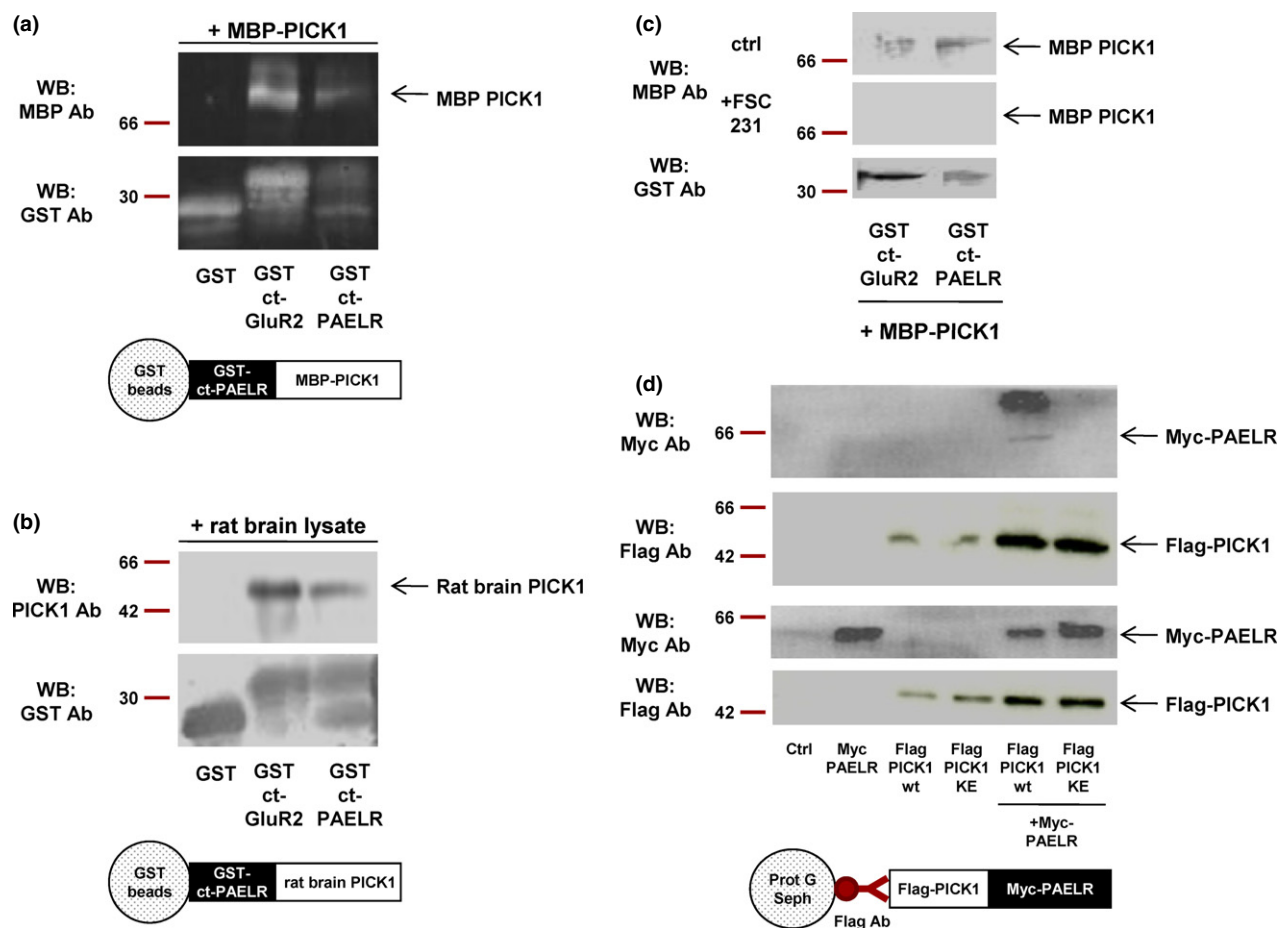 (a)
+ MBP-PICK1
WB:
MBP Ab
66
MBP PICK1
WB:
GST Ab
30
GST
GST
ct-
GluR2
GST
ct-
PAELR
GST
beads
GST-
ct-PAELR
MBP-PICK1
(b)
+ rat brain lysate
WB:
PICK1 Ab
66
42
Rat brain PICK1
WB:
GST Ab
30
GST
GST
ct-
GluR2
GST
ct-
PAELR
GST
beads
GST-
ct-PAELR
rat brain PICK1
(c)
ctrl
WB:
MBP Ab
66
MBP PICK1
+FSC
231
66
MBP PICK1
WB:
GST Ab
30
GST
ct-
GluR2
GST
ct-
PAELR
+ MBP-PICK1
(d)
WB:
Myc Ab
66
Myc-PAELR
WB:
Flag Ab
66
42
Flag-PICK1
WB:
Myc Ab
66
Myc-PAELR
WB:
Flag Ab
42
Flag-PICK1
Ctrl
Myc
PAELR
Flag
PICK1
wt
Flag
PICK1
KE
Flag
PICK1
wt
Flag
PICK1
KE
+Myc-
PAELR
Prot G
Seph
Flag Ab
Flag-PICK1
Myc-PAELR